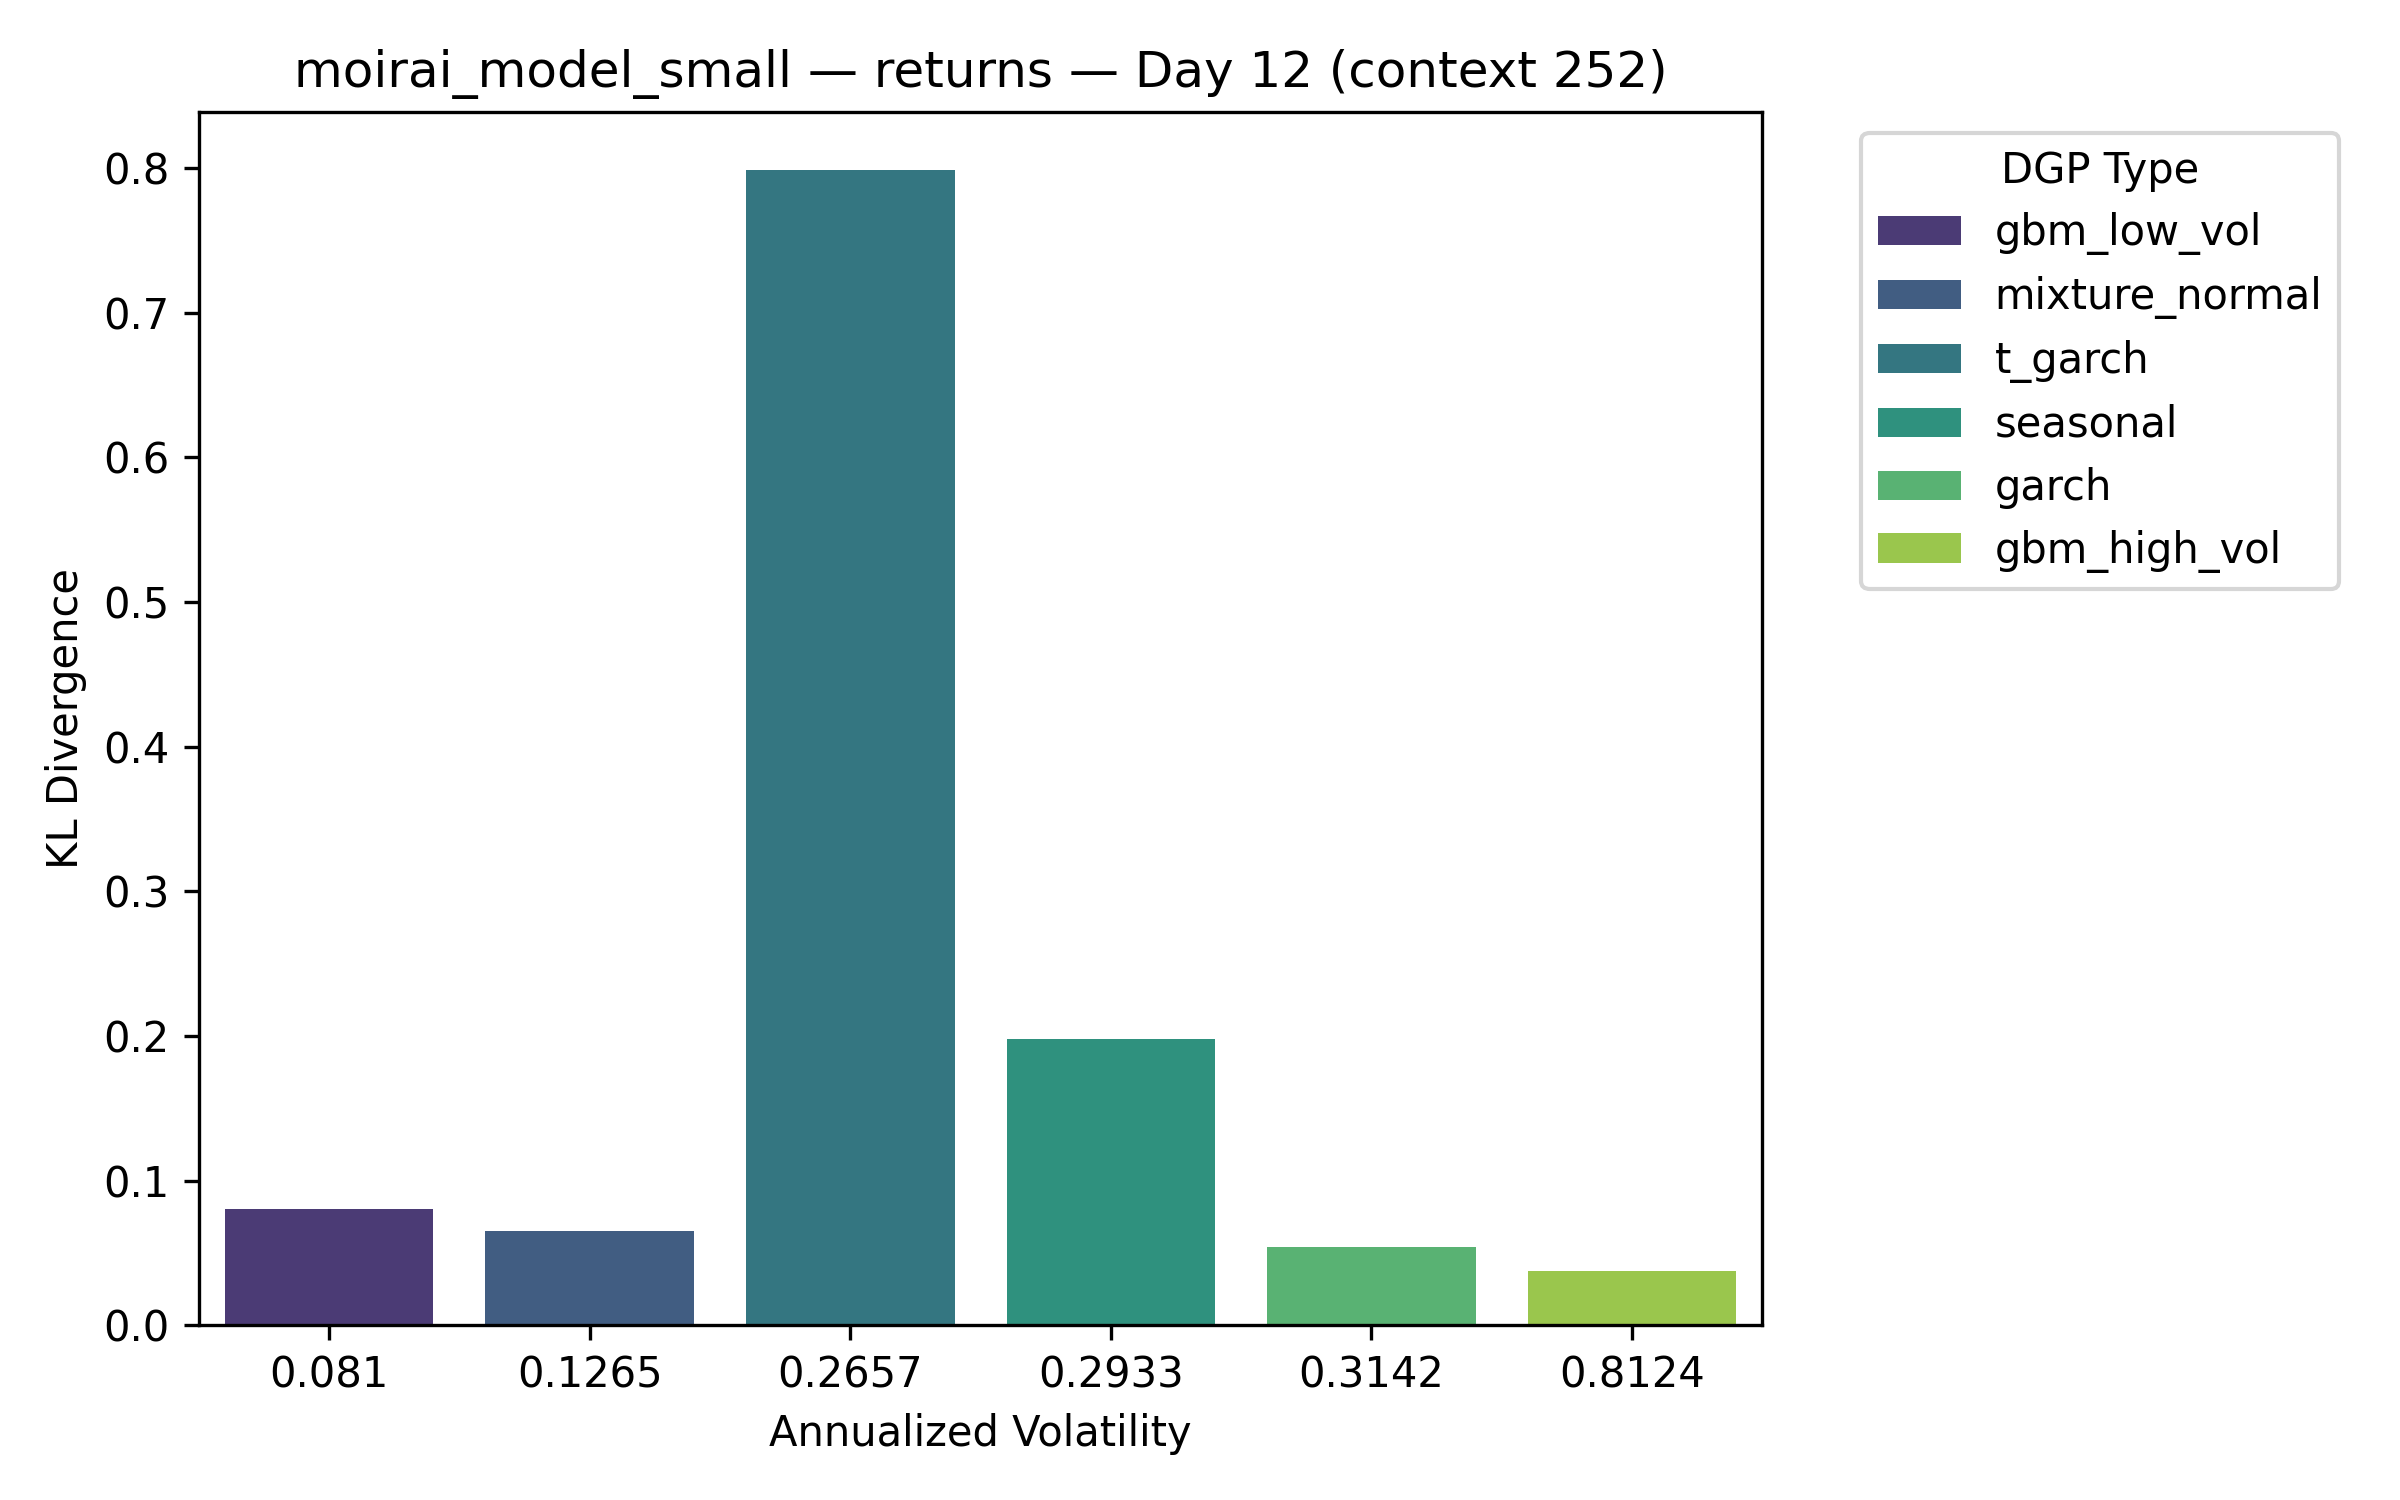 moirai_model_small — returns — Day 12 (context 252)
KL Divergence
0.8
0.7
0.6
0.5
0.4
0.3
0.2
0.1
0.0
0.081 0.1265 0.2657 0.2933 0.3142 0.8124
Annualized Volatility
DGP Type
gbm_low_vol
mixture_normal
t_garch
seasonal
garch
gbm_high_vol